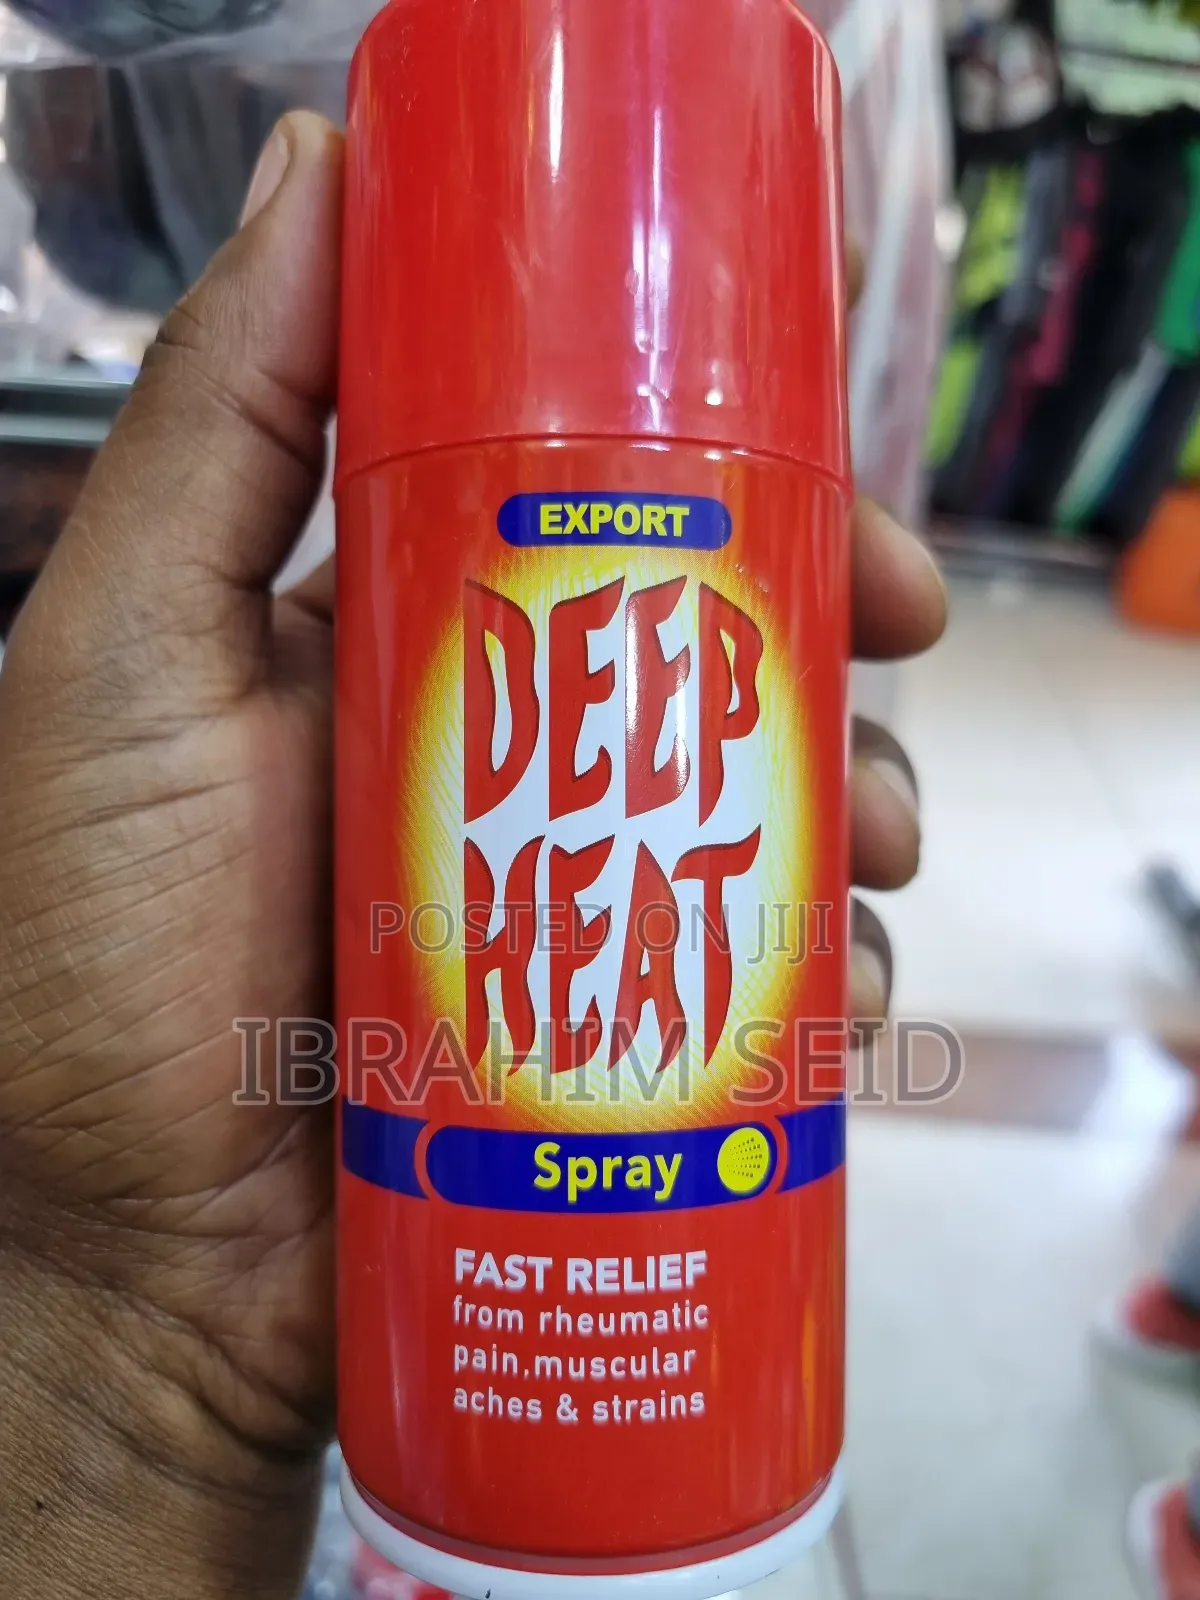 EXPORT
DEEP
HEAT
POSTED ON JIJI
IBRAHIM SEID
Spray
FAST RELIEF
from rheumatic
pain,muscular
aches & strains